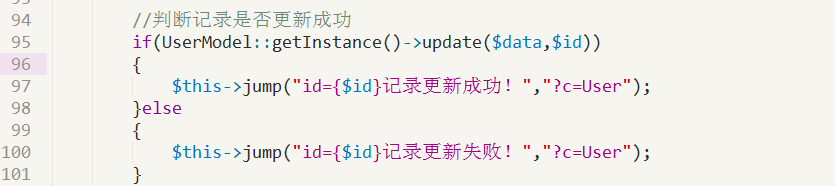 94 //判断记录是否更新成功
95 if(UserModel::getInstance()->update($data,$id))
96 {
97 $this->jump("id={$id}记录更新成功！","?c=User");
98 }else
99 {
100 $this->jump("id={$id}记录更新失败！","?c=User");
101 }